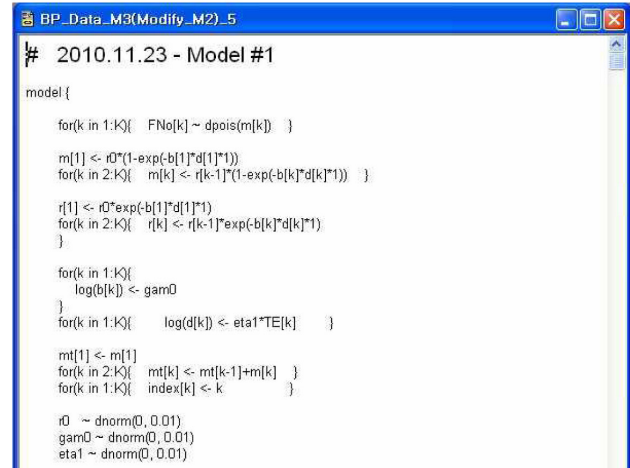 BP_Data_M3(Modify_M2)_5
# 2010.11.23 - Model #1
model {
for(k in 1:K){ FNo[k] ~ dpois(m[k]) }
m[1] <- r0*(1-exp(-b[1]*d[1]*1))
for(k in 2:K){ m[k] <- r[k-1]*(1-exp(-b[k]*d[k]*1)) }
r[1] <- r0*exp(-b[1]*d[1]*1)
for(k in 2:K){ r[k] <- r[k-1]*exp(-b[k]*d[k]*1)
}
for(k in 1:K){
log(b[k]) <- gam0
}
for(k in 1:K){ log(d[k]) <- eta1*TE[k] }
mt[1] <- m[1]
for(k in 2:K){ mt[k] <- mt[k-1]+m[k] }
for(k in 1:K){ index[k] <- k }
r0 ~ dnorm(0, 0.01)
gam0 ~ dnorm(0, 0.01)
eta1 ~ dnorm(0, 0.01)